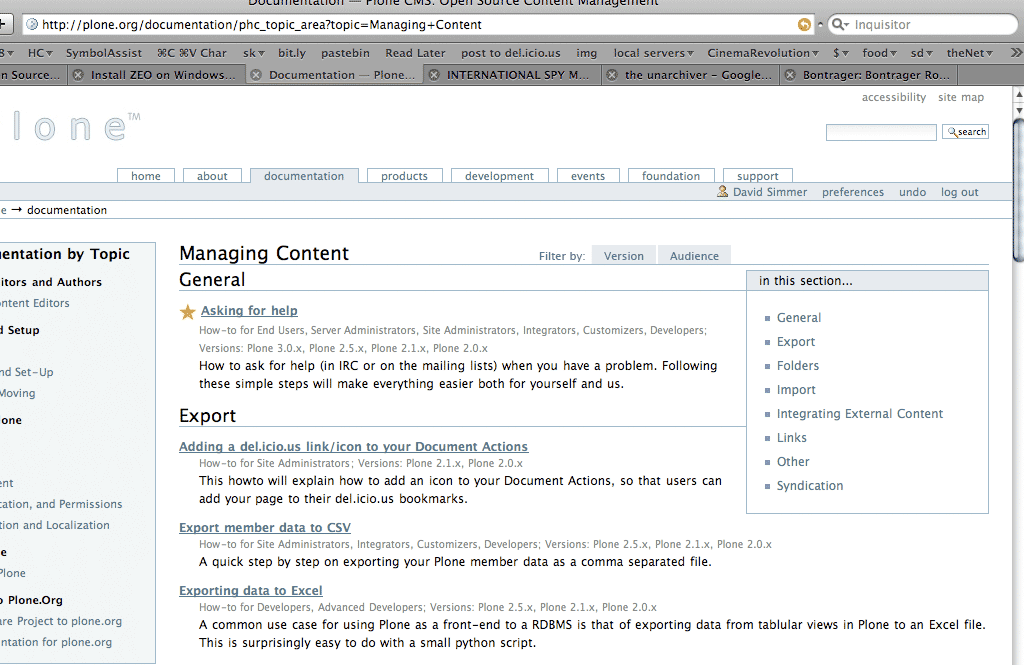 Documentation — Plone CMS: Open Source Content Management
http://plone.org/documentation/phc_topic_area?topic=Managing+Content
Inquisitor
HC SymbolAssist ⌘C ⌘V Char sk bit.ly pastebin Read Later post to del.icio.us img local servers CinemaRevolution $ food sd theNet
n Source... Install ZEO on Windows... Documentation — Plone... INTERNATIONAL SPY M... the unarchiver – Google... Bontrager: Bontrager Ro...
accessibility site map
lone™
search
home about documentation products development events foundation support
David Simmer preferences undo log out
e → documentation
entation by Topic
itors and Authors
ontent Editors
d Setup
nd Set-Up
Moving
one
ent
cation, and Permissions
tion and Localization
e
Plone
o Plone.Org
are Project to plone.org
entation for plone.org
Managing Content
Filter by: Version Audience
General
Asking for help
How-to for End Users, Server Administrators, Site Administrators, Integrators, Customizers, Developers;
Versions: Plone 3.0.x, Plone 2.5.x, Plone 2.1.x, Plone 2.0.x
How to ask for help (in IRC or on the mailing lists) when you have a problem. Following
these simple steps will make everything easier both for yourself and us.
Export
Adding a del.icio.us link/icon to your Document Actions
How-to for Site Administrators; Versions: Plone 2.1.x, Plone 2.0.x
This howto will explain how to add an icon to your Document Actions, so that users can
add your page to their del.icio.us bookmarks.
Export member data to CSV
How-to for Site Administrators, Integrators, Customizers, Developers; Versions: Plone 2.5.x, Plone 2.1.x, Plone 2.0.x
A quick step by step on exporting your Plone member data as a comma separated file.
Exporting data to Excel
How-to for Developers, Advanced Developers; Versions: Plone 2.5.x, Plone 2.1.x, Plone 2.0.x
A common use case for using Plone as a front-end to a RDBMS is that of exporting data from tablular views in Plone to an Excel file.
This is surprisingly easy to do with a small python script.
in this section...
General
Export
Folders
Import
Integrating External Content
Links
Other
Syndication